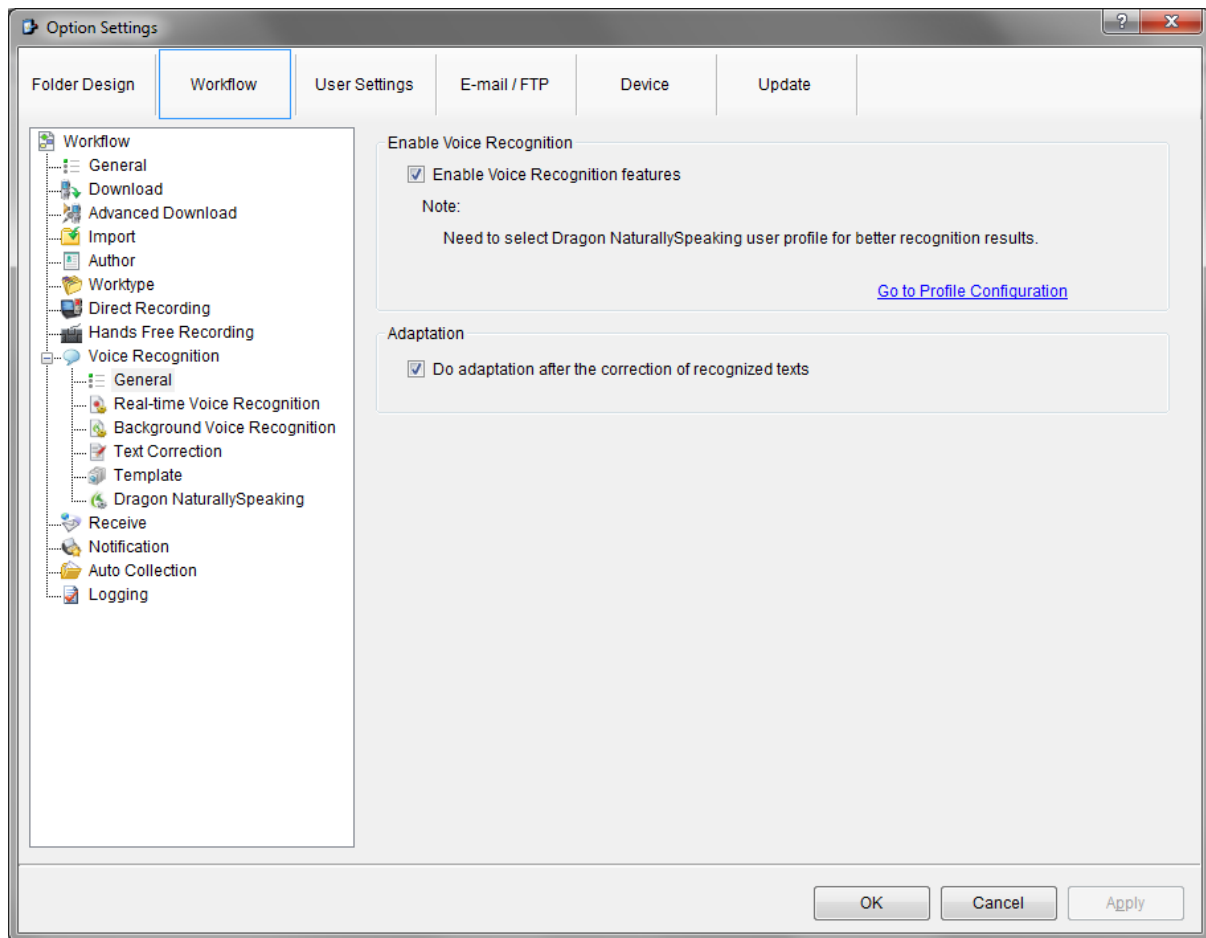 Option Settings
?
X
Folder Design
Workflow
User Settings
E-mail / FTP
Device
Update
Workflow
General
Download
Advanced Download
Import
Author
Worktype
Direct Recording
Hands Free Recording
Voice Recognition
General
Real-time Voice Recognition
Background Voice Recognition
Text Correction
Template
Dragon NaturallySpeaking
Receive
Notification
Auto Collection
Logging
Enable Voice Recognition
Enable Voice Recognition features
Note:
Need to select Dragon NaturallySpeaking user profile for better recognition results.
Go to Profile Configuration
Adaptation
Do adaptation after the correction of recognized texts
OK
Cancel
Apply